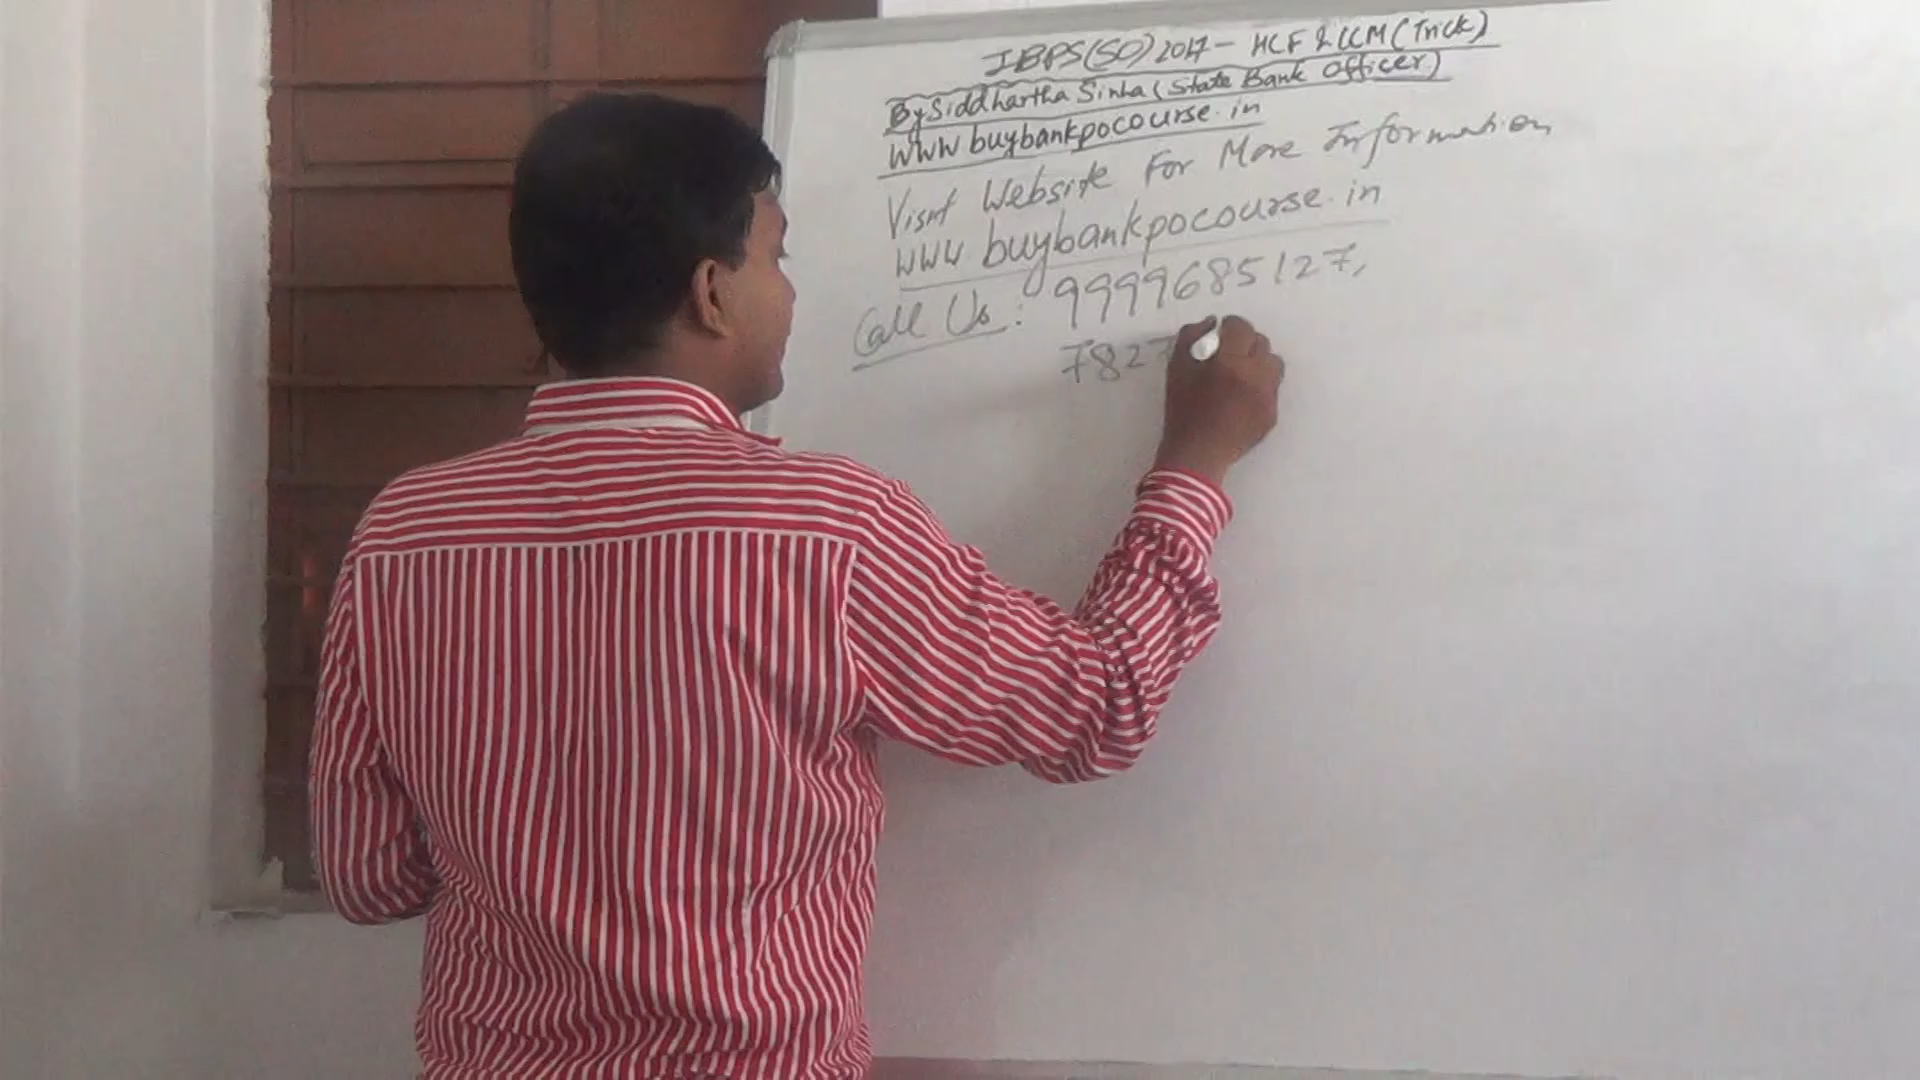 IBPS(SO) 2017 - HCF & LCM (Trick)
By Siddhartha Sinha (State Bank Officer)
www.buybankpocourse.in
Visit Website For More Information
www.buybankpocourse.in
Call Us: 9999685127,
7827